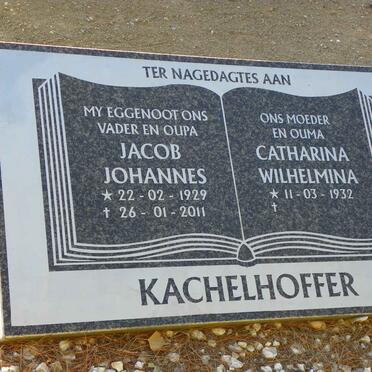 TER NAGEDAGTES AAN
MY EGGENOOT ONS
VADER EN OUPA
JACOB
JOHANNES
★ 22-02-1929
† 26-01-2011
ONS MOEDER
EN OUMA
CATHARINA
WILHELMINA
★ 11-03-1932
†
KACHELHOFFER